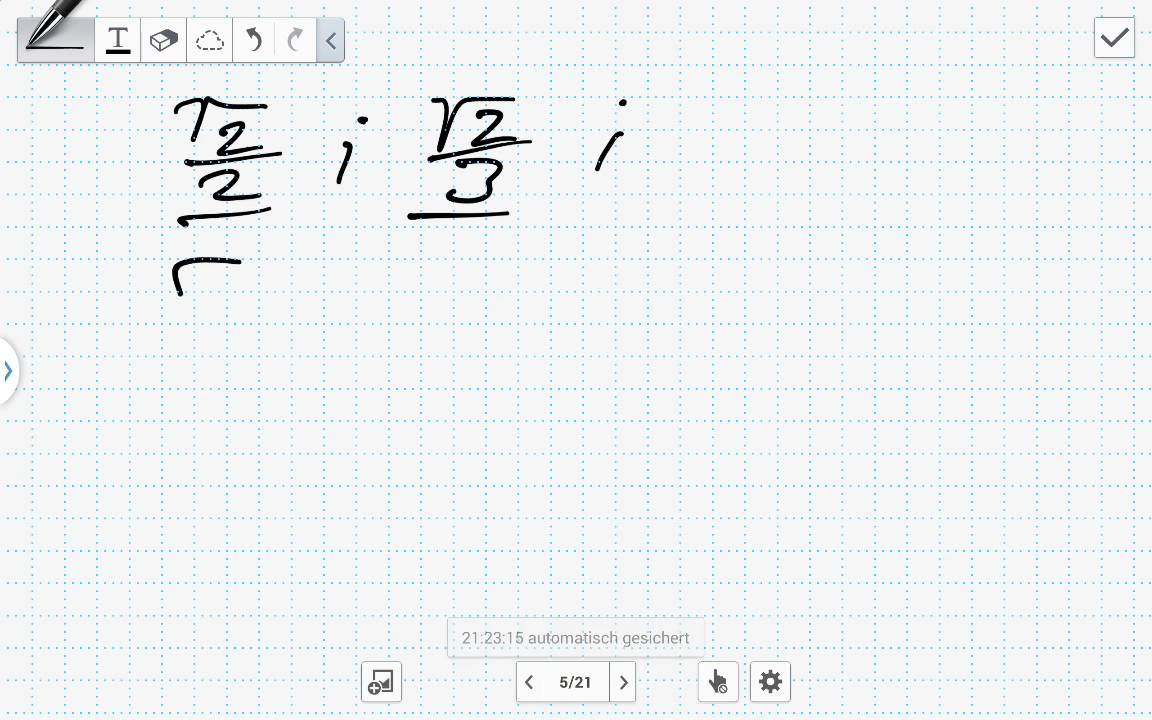 T
√2/2 ; √2/3 ;
21:23:15 automatisch gesichert
5/21